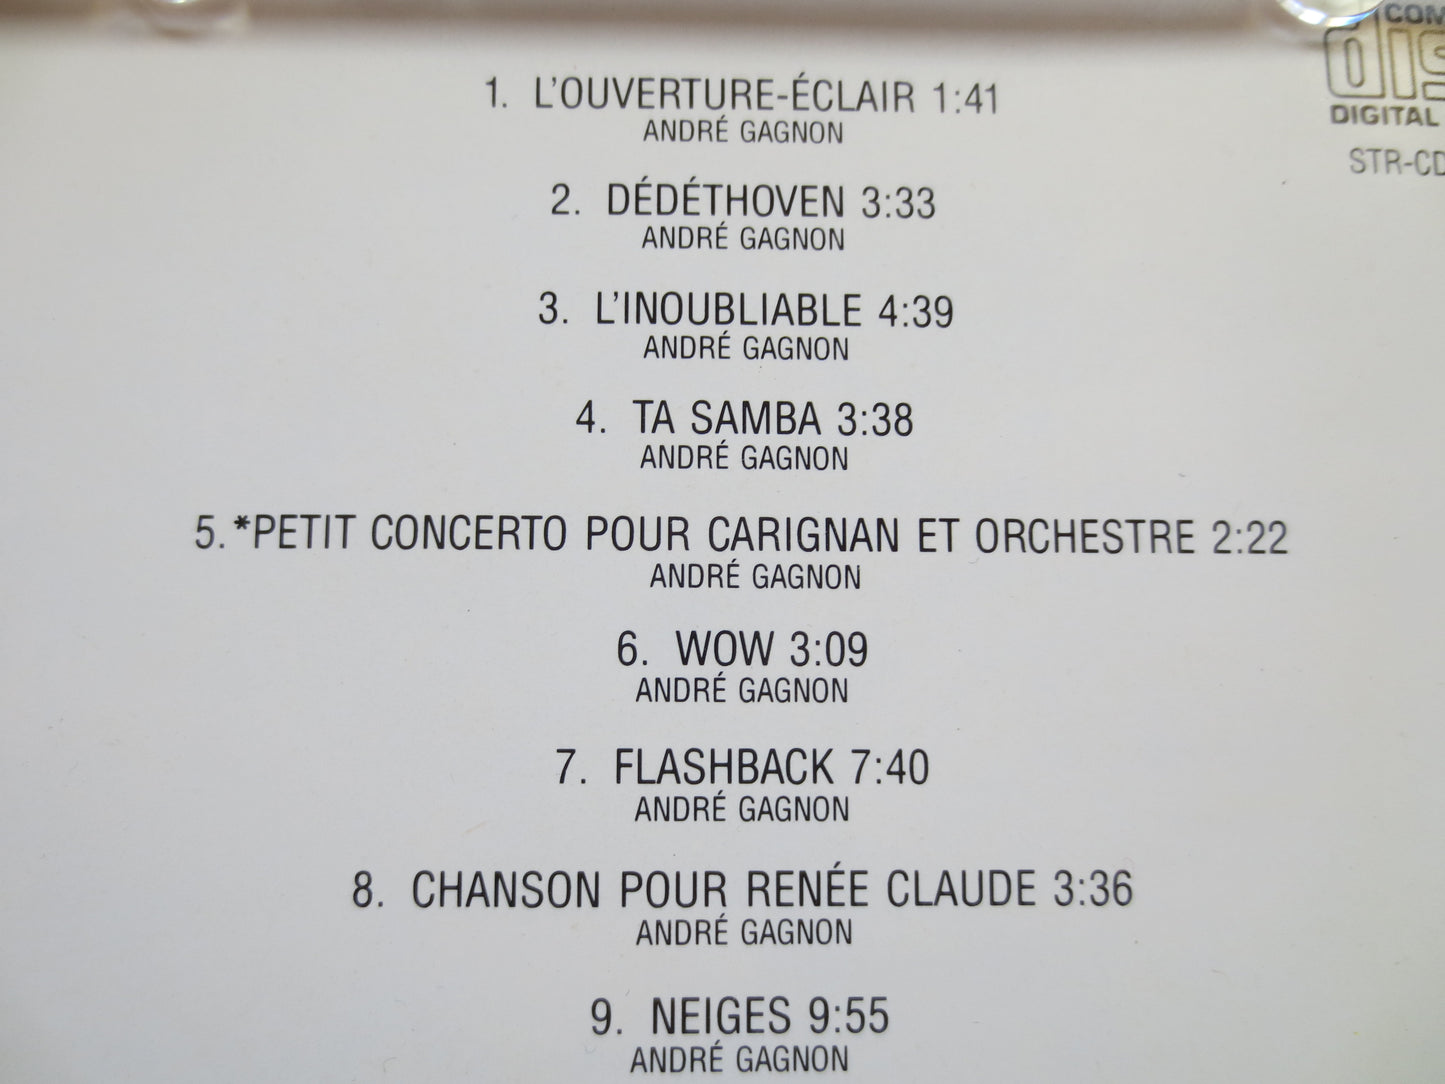 1. L'OUVERTURE-ÉCLAIR 1:41
ANDRÉ GAGNON
2. DÉDÉTHOVEN 3:33
ANDRÉ GAGNON
3. L'INOUBLIABLE 4:39
ANDRÉ GAGNON
4. TA SAMBA 3:38
ANDRÉ GAGNON
5. *PETIT CONCERTO POUR CARIGNAN ET ORCHESTRE 2:22
ANDRÉ GAGNON
6. WOW 3:09
ANDRÉ GAGNON
7. FLASHBACK 7:40
ANDRÉ GAGNON
8. CHANSON POUR RENÉE CLAUDE 3:36
ANDRÉ GAGNON
9. NEIGES 9:55
ANDRÉ GAGNON
DIGITAL
STR-CD